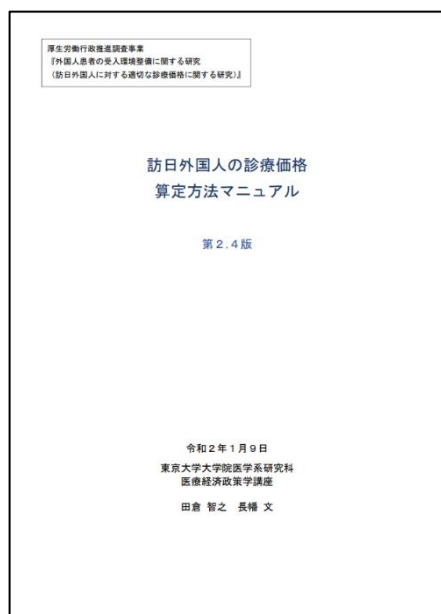 厚生労働行政推進調査事業
『外国人患者の受入環境整備に関する研究
（訪日外国人に対する適切な診療価格に関する研究）』
訪日外国人の診療価格
算定方法マニュアル
第２.４版
令和２年１月９日
東京大学大学院医学系研究科
医療経済政策学講座
田倉 智之　長幡 文